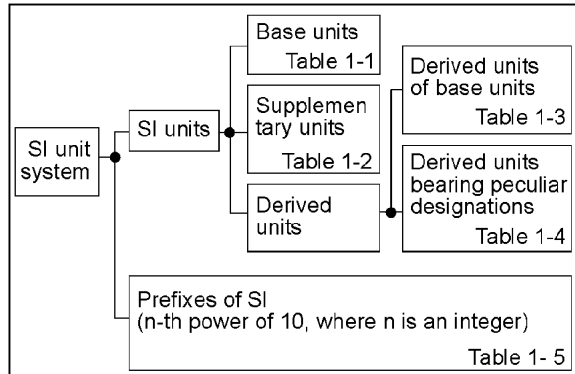 SI unit
system
SI units
Base units
Table 1-1
Supplemen
tary units
Table 1-2
Derived
units
Derived units
of base units
Table 1-3
Derived units
bearing peculiar
designations
Table 1-4
Prefixes of SI
(n-th power of 10, where n is an integer)
Table 1- 5